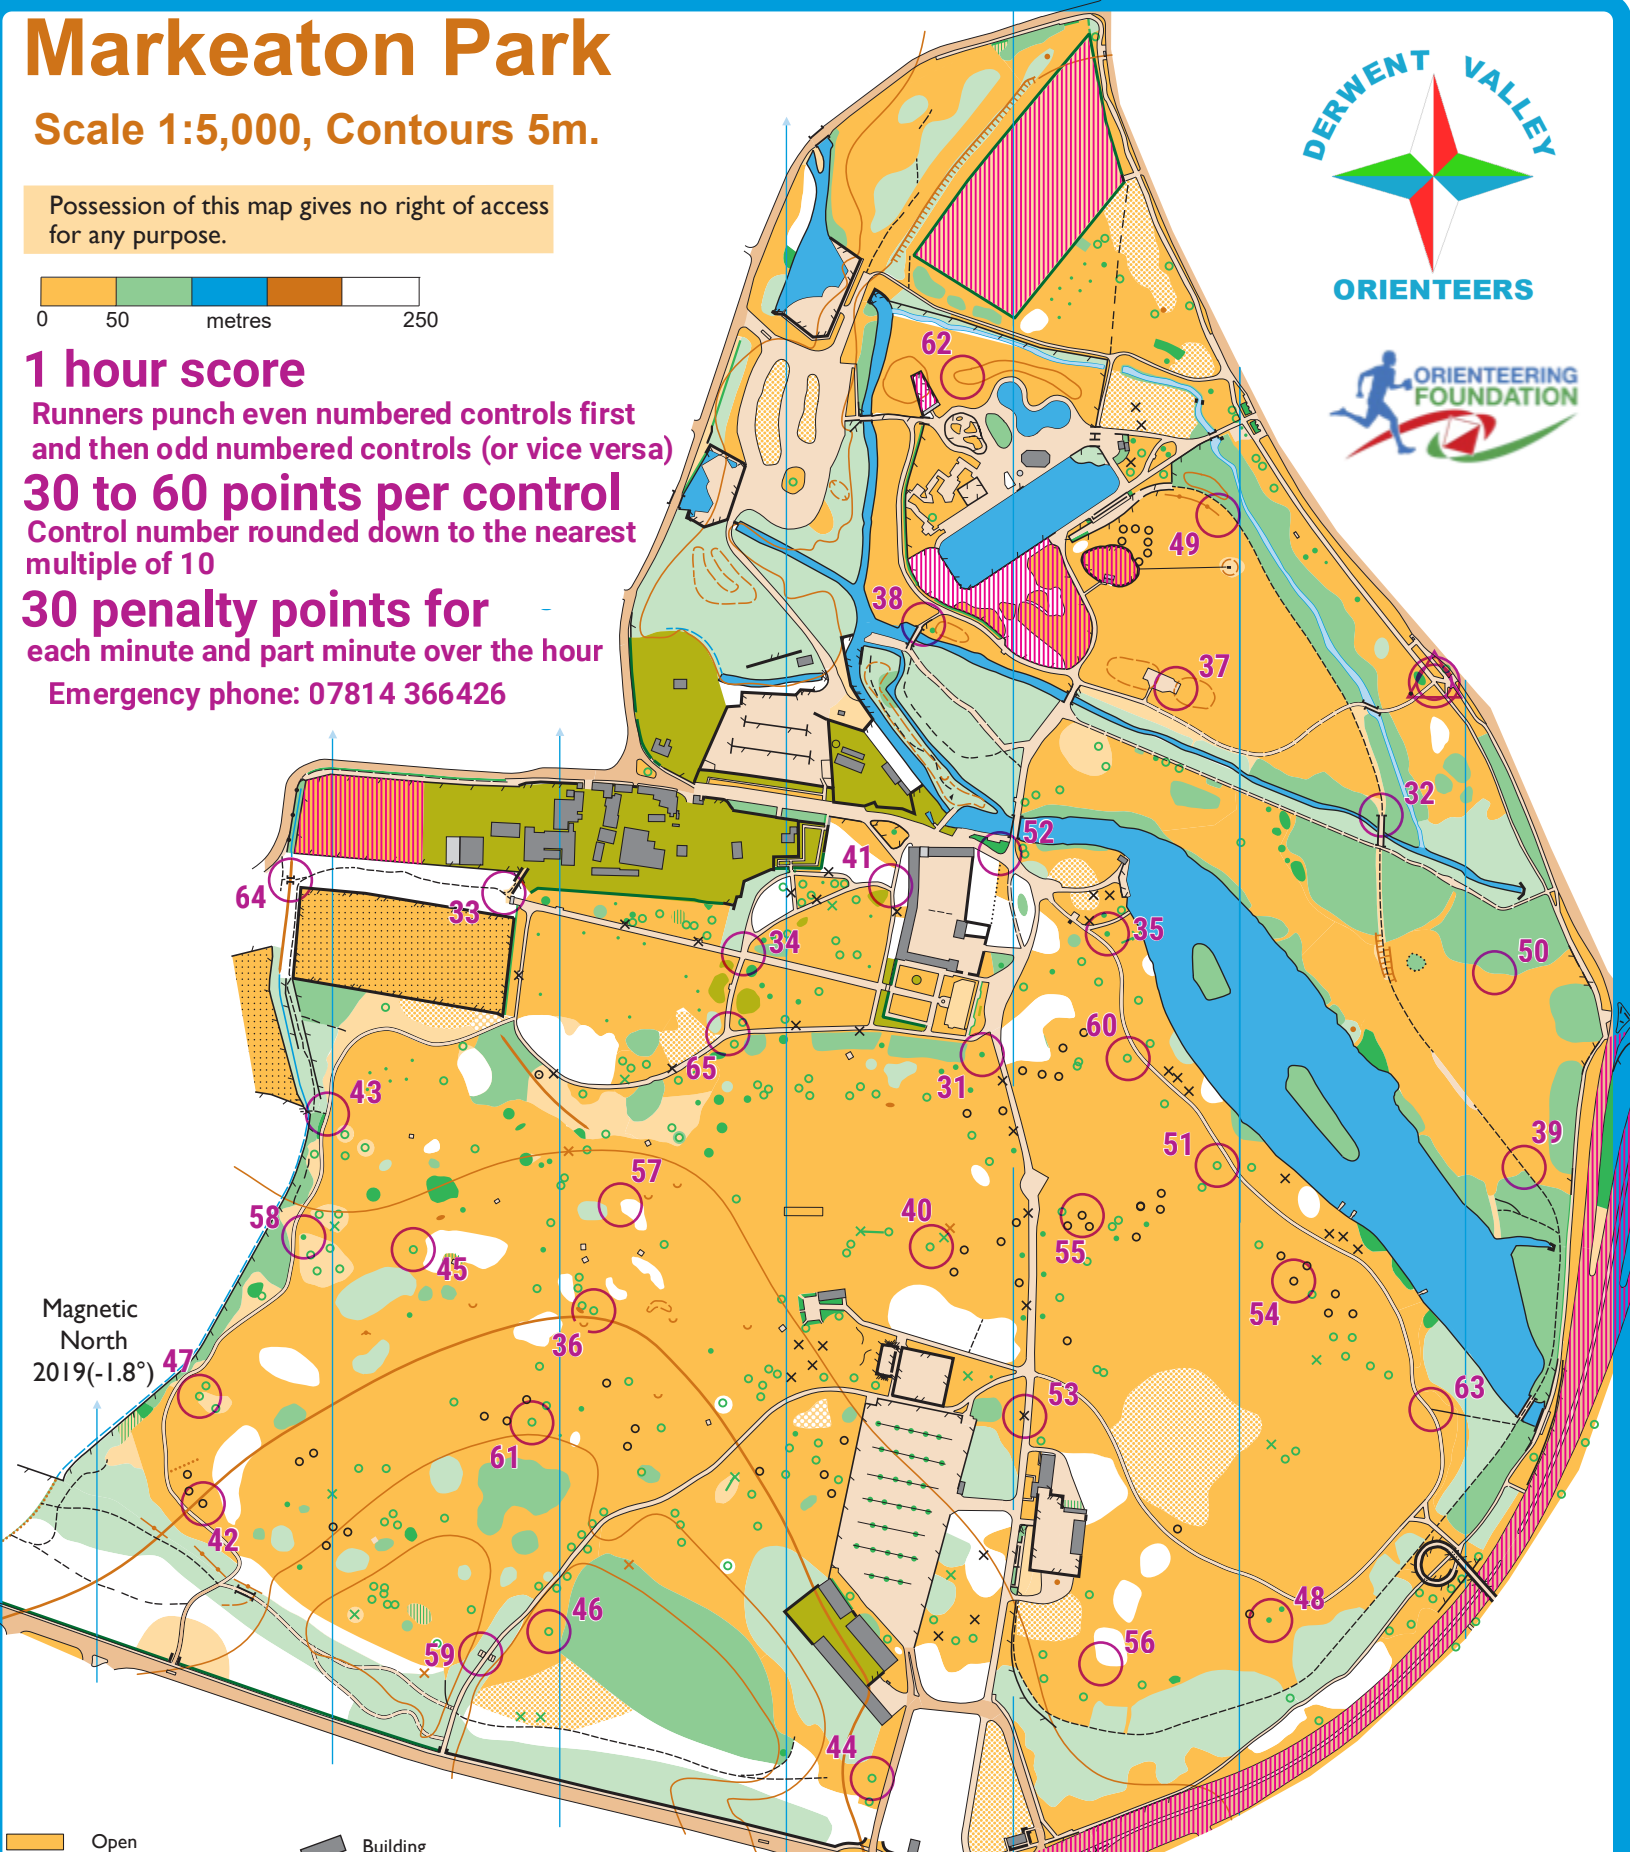 Markeaton Park
Scale 1:5,000, Contours 5m.
Possession of this map gives no right of access
for any purpose.
0 50 metres 250
1 hour score
Runners punch even numbered controls first
and then odd numbered controls (or vice versa)
30 to 60 points per control
Control number rounded down to the nearest
multiple of 10
30 penalty points for
each minute and part minute over the hour
Emergency phone: 07814 366426
DERWENT VALLEY
ORIENTEERS
ORIENTEERING
FOUNDATION
62
49
38
37
32
52
41
64
33
34
35
50
60
65
31
43
39
51
57
58
40
55
45
54
Magnetic
North
2019(-1.8°)
36
47
63
53
61
42
48
46
59
56
44
Open
Building